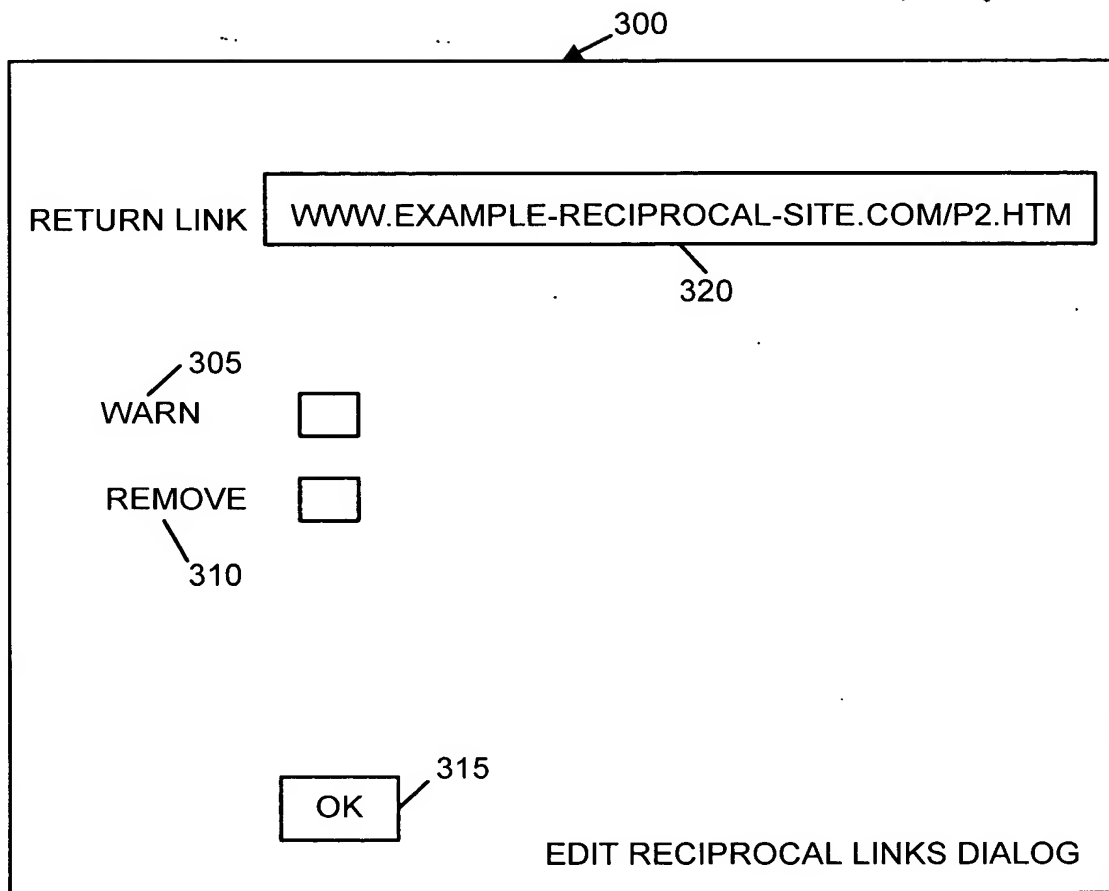 300
RETURN LINK WWW.EXAMPLE-RECIPROCAL-SITE.COM/P2.HTM
320
305
WARN
REMOVE
310
315
OK
EDIT RECIPROCAL LINKS DIALOG